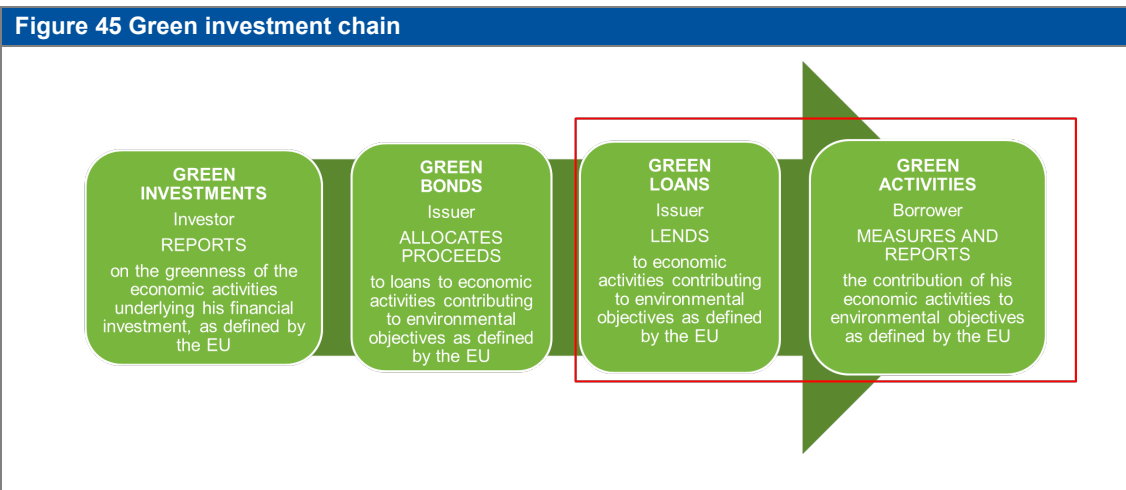 Figure 45 Green investment chain
GREEN
INVESTMENTS
Investor
REPORTS
on the greenness of the
economic activities
underlying his financial
investment, as defined by
the EU
GREEN
BONDS
Issuer
ALLOCATES
PROCEEDS
to loans to economic
activities contributing
to environmental
objectives as defined
by the EU
GREEN
LOANS
Issuer
LENDS
to economic
activities contributing
to environmental
objectives as defined
by the EU
GREEN
ACTIVITIES
Borrower
MEASURES AND
REPORTS
the contribution of his
economic activities to
environmental objectives
as defined by the EU